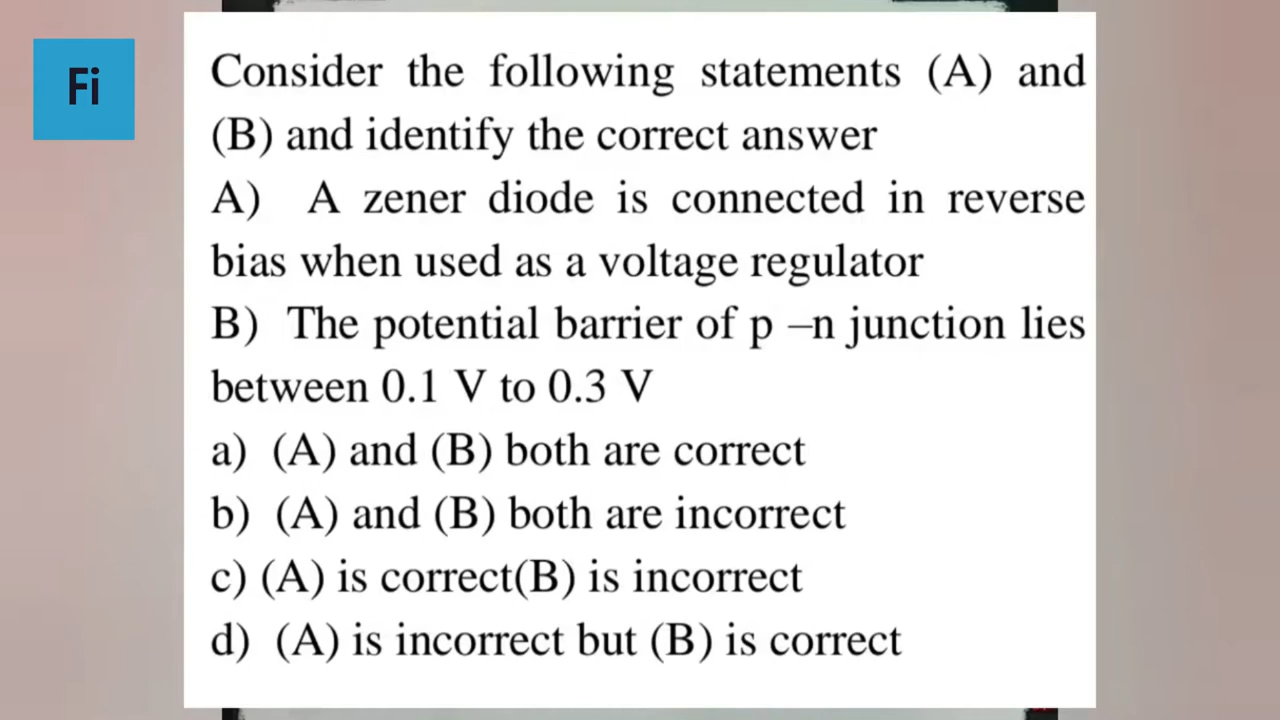 Fi
Consider the following statements (A) and
(B) and identify the correct answer
A) A zener diode is connected in reverse
bias when used as a voltage regulator
B) The potential barrier of p –n junction lies
between 0.1 V to 0.3 V
a) (A) and (B) both are correct
b) (A) and (B) both are incorrect
c) (A) is correct(B) is incorrect
d) (A) is incorrect but (B) is correct